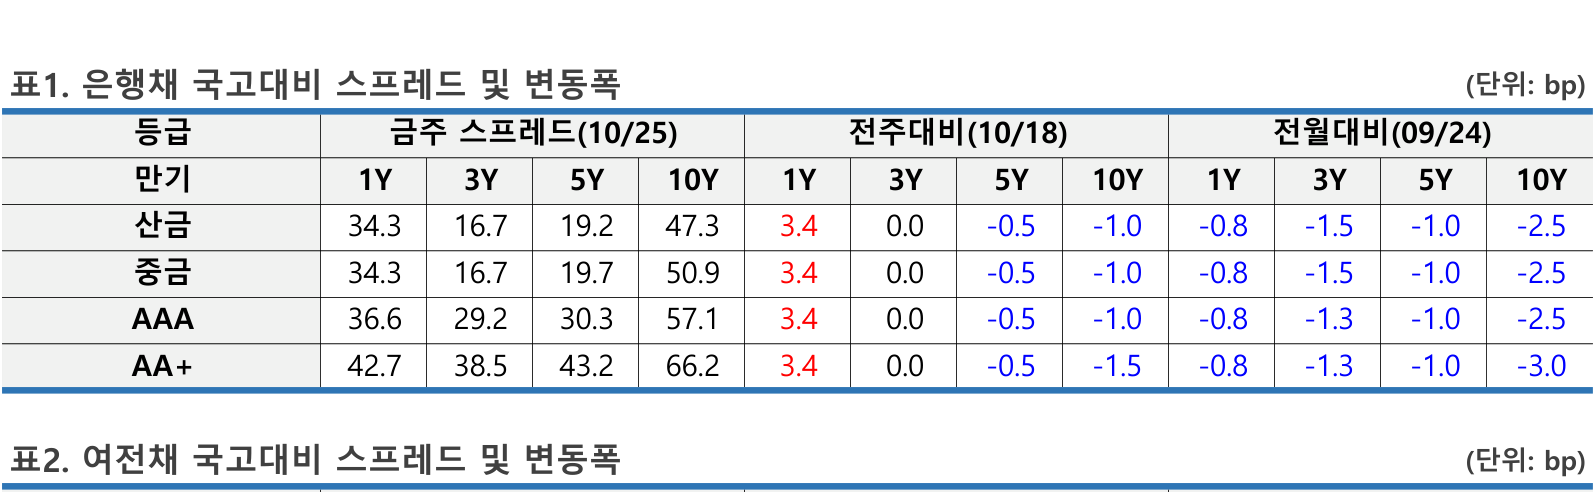 표1. 은행채 국고대비 스프레드 및 변동폭 (단위: bp)
등급 금주 스프레드(10/25) 전주대비(10/18) 전월대비(09/24)
만기 1Y 3Y 5Y 10Y 1Y 3Y 5Y 10Y 1Y 3Y 5Y 10Y
산금 34.3 16.7 19.2 47.3 3.4 0.0 -0.5 -1.0 -0.8 -1.5 -1.0 -2.5
중금 34.3 16.7 19.7 50.9 3.4 0.0 -0.5 -1.0 -0.8 -1.5 -1.0 -2.5
AAA 36.6 29.2 30.3 57.1 3.4 0.0 -0.5 -1.0 -0.8 -1.3 -1.0 -2.5
AA+ 42.7 38.5 43.2 66.2 3.4 0.0 -0.5 -1.5 -0.8 -1.3 -1.0 -3.0
표2. 여전채 국고대비 스프레드 및 변동폭 (단위: bp)